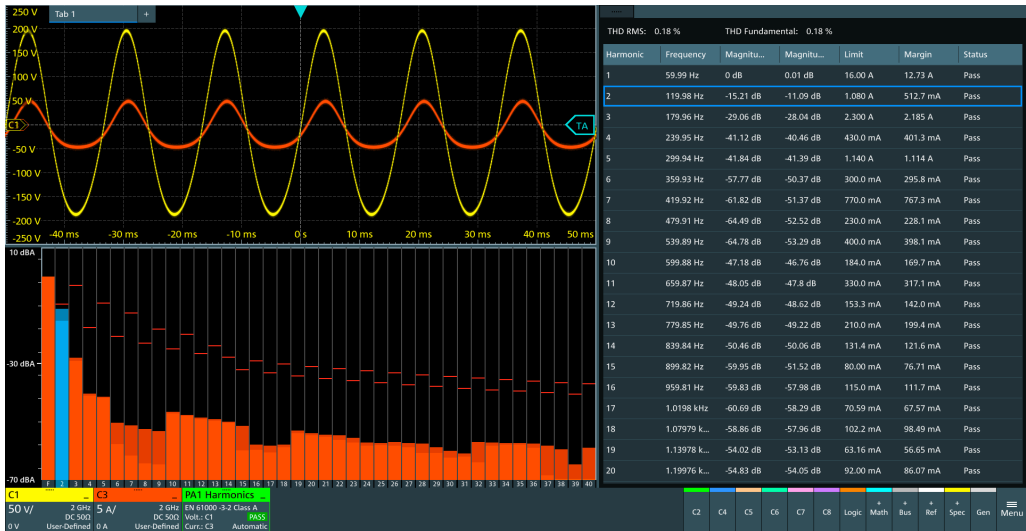 250 V
Tab 1
+
200 V
150 V
100 V
50 V
C1
TA
-50 V
-100 V
-150 V
-200 V
-250 V
-40 ms -30 ms -20 ms -10 ms 0 s 10 ms 20 ms 30 ms 40 ms 50 ms
10 dBA
-30 dBA
-70 dBA
F 2 3 4 5 6 7 8 9 10 11 12 13 14 15 16 17 18 19 20 21 22 23 24 25 26 27 28 29 30 31 32 33 34 35 36 37 38 39 40
THD RMS: 0.18 % THD Fundamental: 0.18 %
Harmonic Frequency Magnitu... Magnitu... Limit Margin Status
1 59.99 Hz 0 dB 0.01 dB 16.00 A 12.73 A Pass
2 119.98 Hz -15.21 dB -11.09 dB 1.080 A 512.7 mA Pass
3 179.96 Hz -29.06 dB -28.04 dB 2.300 A 2.185 A Pass
4 239.95 Hz -41.12 dB -40.46 dB 430.0 mA 401.3 mA Pass
5 299.94 Hz -41.84 dB -41.39 dB 1.140 A 1.114 A Pass
6 359.93 Hz -57.77 dB -50.37 dB 300.0 mA 295.8 mA Pass
7 419.92 Hz -61.82 dB -51.37 dB 770.0 mA 767.3 mA Pass
8 479.91 Hz -64.49 dB -52.52 dB 230.0 mA 228.1 mA Pass
9 539.89 Hz -64.78 dB -53.29 dB 400.0 mA 398.1 mA Pass
10 599.88 Hz -47.18 dB -46.76 dB 184.0 mA 169.7 mA Pass
11 659.87 Hz -48.05 dB -47.8 dB 330.0 mA 317.1 mA Pass
12 719.86 Hz -49.24 dB -48.62 dB 153.3 mA 142.0 mA Pass
13 779.85 Hz -49.76 dB -49.22 dB 210.0 mA 199.4 mA Pass
14 839.84 Hz -50.46 dB -50.06 dB 131.4 mA 121.6 mA Pass
15 899.82 Hz -59.95 dB -51.52 dB 80.00 mA 76.71 mA Pass
16 959.81 Hz -59.83 dB -57.98 dB 115.0 mA 111.7 mA Pass
17 1.0198 kHz -60.69 dB -58.29 dB 70.59 mA 67.57 mA Pass
18 1.07979 k... -58.86 dB -57.96 dB 102.2 mA 98.49 mA Pass
19 1.13978 k... -54.02 dB -53.13 dB 63.16 mA 56.65 mA Pass
20 1.19976 k... -54.83 dB -54.05 dB 92.00 mA 86.07 mA Pass
C1 C3 PA1 Harmonics
50 V/ 2 GHz 5 A/ 2 GHz EN 61000 -3-2 Class A
DC 50Ω DC 50Ω Volt.: C1 PASS
0 V User-Defined 0 A User-Defined Curr.: C3 Automatic
C2 C4 C5 C6 C7 C8 Logic Math + Bus + Ref + Spec Gen Menu